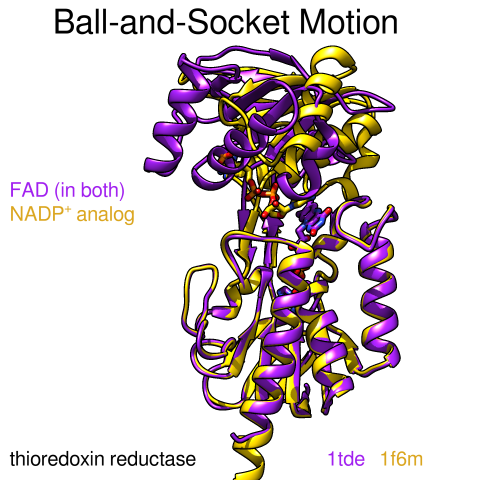 Ball-and-Socket Motion
FAD (in both)
NADP⁺ analog
thioredoxin reductase 1tde 1f6m